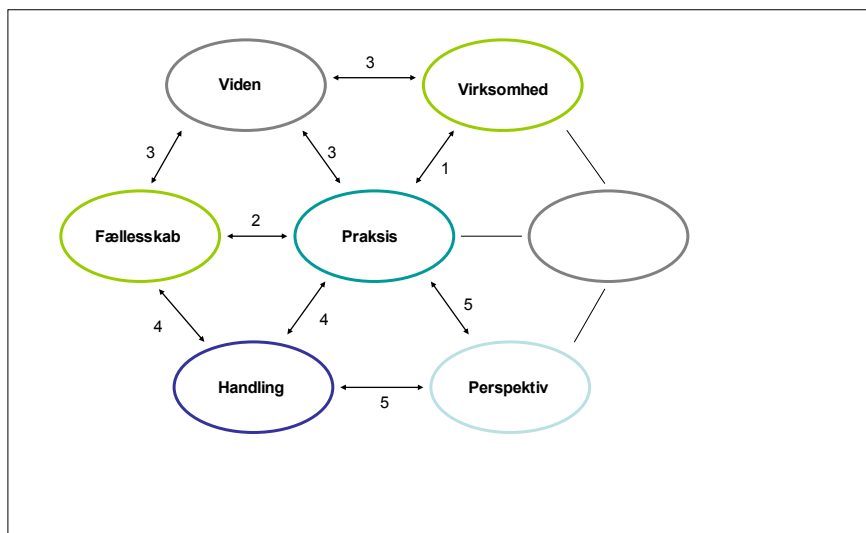 3
Viden
Virksomhed
3
3
1
2
Fællesskab
Praksis
5
4
4
Handling
Perspektiv
5